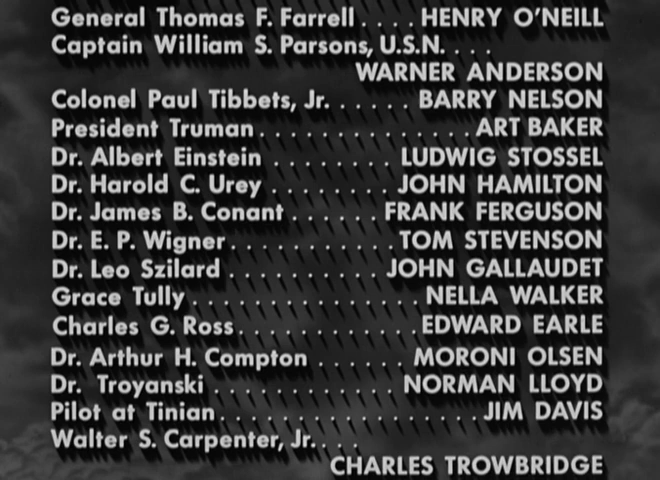 General Thomas F. Farrell . . . . HENRY O'NEILL
Captain William S. Parsons, U.S.N. . . .
WARNER ANDERSON
Colonel Paul Tibbets, Jr. . . . . . . BARRY NELSON
President Truman . . . . . . . . . . . . . . . ART BAKER
Dr. Albert Einstein . . . . . . . . LUDWIG STOSSEL
Dr. Harold C. Urey . . . . . . . . JOHN HAMILTON
Dr. James B. Conant . . . . . . FRANK FERGUSON
Dr. E. P. Wigner . . . . . . . . . . . TOM STEVENSON
Dr. Leo Szilard . . . . . . . . . . JOHN GALLAUDET
Grace Tully . . . . . . . . . . . . . . . NELLA WALKER
Charles G. Ross . . . . . . . . . . . . EDWARD EARLE
Dr. Arthur H. Compton . . . . . . MORONI OLSEN
Dr. Troyanski . . . . . . . . . . . . NORMAN LLOYD
Pilot at Tinian . . . . . . . . . . . . . . . . . . JIM DAVIS
Walter S. Carpenter, Jr. . . .
CHARLES TROWBRIDGE